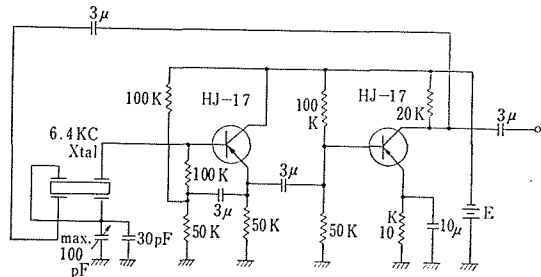 3μ
100K
HJ-17
100
K
HJ-17
20K
3μ
6.4KC
Xtal
100K
3μ
3μ
50K
50K
50K
K
10
10μ
E
max.
100
pF
30pF